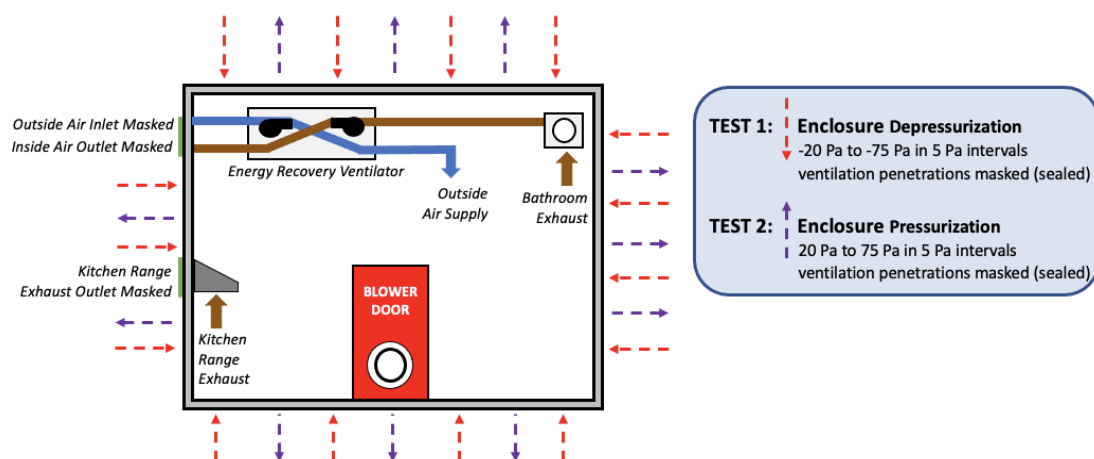 Outside Air Inlet Masked
Inside Air Outlet Masked
Energy Recovery Ventilator
Outside
Air Supply
Bathroom
Exhaust
Kitchen Range
Exhaust Outlet Masked
Kitchen
Range
Exhaust
BLOWER
DOOR
TEST 1: Enclosure Depressurization
-20 Pa to -75 Pa in 5 Pa intervals
ventilation penetrations masked (sealed)
TEST 2: Enclosure Pressurization
20 Pa to 75 Pa in 5 Pa intervals
ventilation penetrations masked (sealed)